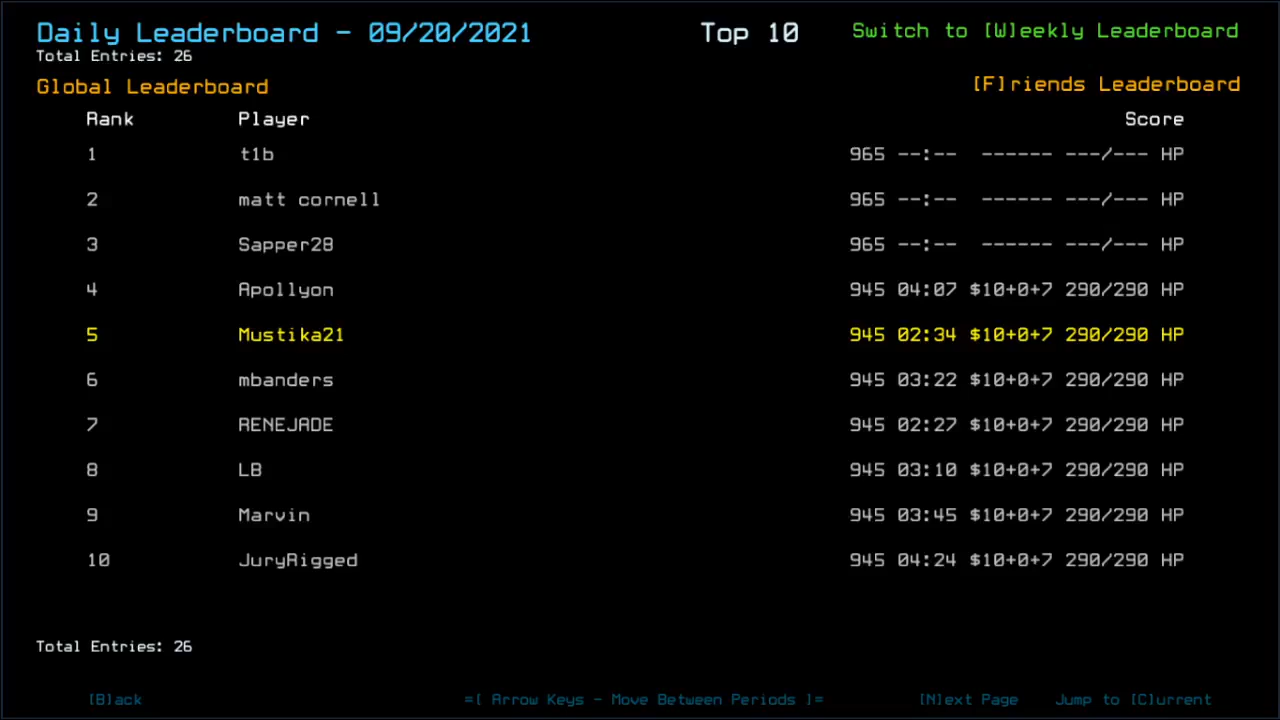 Daily Leaderboard - 09/20/2021 Top 10 Switch to [W]eekly Leaderboard
Total Entries: 26
Global Leaderboard [F]riends Leaderboard
Rank Player Score
1 t1b 965 --:-- ------ ---/--- HP
2 matt cornell 965 --:-- ------ ---/--- HP
3 Sapper28 965 --:-- ------ ---/--- HP
4 Apollyon 945 04:07 $10+0+7 290/290 HP
5 Mustika21 945 02:34 $10+0+7 290/290 HP
6 mbanders 945 03:22 $10+0+7 290/290 HP
7 RENEJADE 945 02:27 $10+0+7 290/290 HP
8 LB 945 03:10 $10+0+7 290/290 HP
9 Marvin 945 03:45 $10+0+7 290/290 HP
10 JuryRigged 945 04:24 $10+0+7 290/290 HP
Total Entries: 26
[B]ack =[ Arrow Keys - Move Between Periods ]= [N]ext Page Jump to [C]urrent